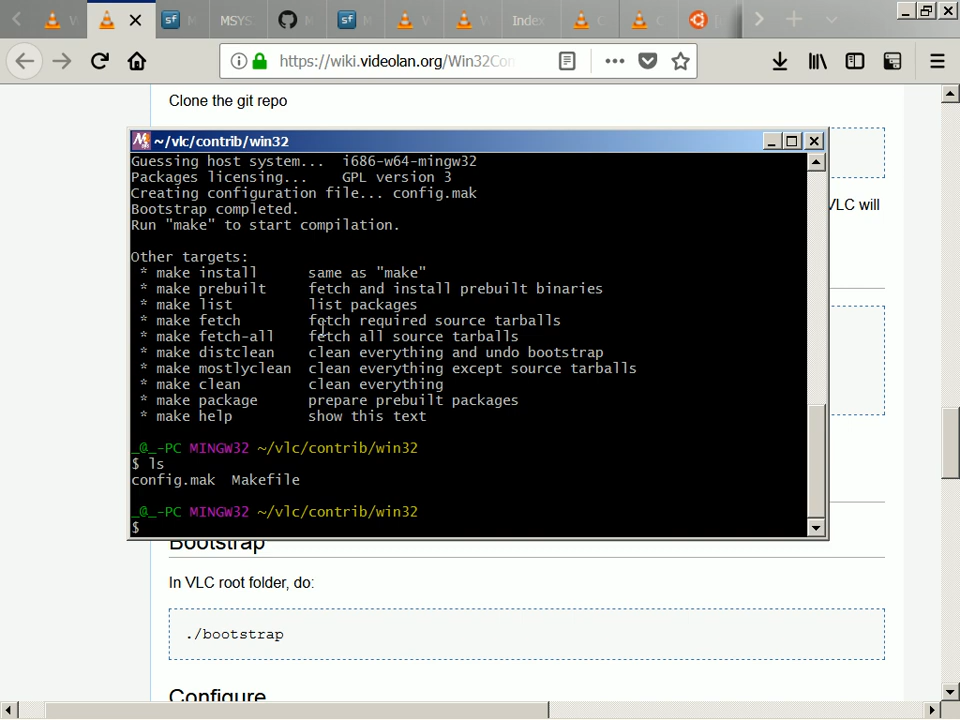 MSYS
Index
https://wiki.videolan.org/Win32Con
Clone the git repo
~/vlc/contrib/win32
VLC will
Guessing host system...  i686-w64-mingw32
Packages licensing...    GPL version 3
Creating configuration file... config.mak
Bootstrap completed.
Run "make" to start compilation.
Other targets:
* make install      same as "make"
* make prebuilt     fetch and install prebuilt binaries
* make list         list packages
* make fetch        fetch required source tarballs
* make fetch-all    fetch all source tarballs
* make distclean    clean everything and undo bootstrap
* make mostlyclean  clean everything except source tarballs
* make clean        clean everything
* make package      prepare prebuilt packages
* make help         show this text
_@_-PC MINGW32 ~/vlc/contrib/win32
$ ls
config.mak  Makefile
_@_-PC MINGW32 ~/vlc/contrib/win32
$
Bootstrap
In VLC root folder, do:
./bootstrap
Configure